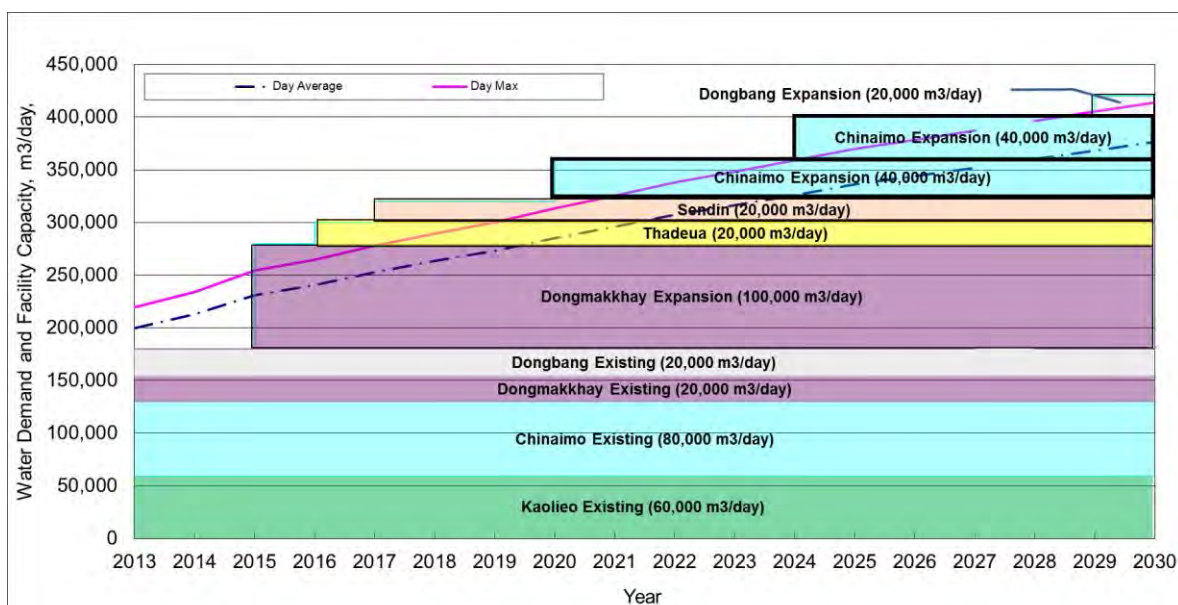 Water Demand and Facility Capacity, m3/day,
450,000
400,000
350,000
300,000
250,000
200,000
150,000
100,000
50,000
0
Day Average
Day Max
Dongbang Expansion (20,000 m3/day)
Chinaimo Expansion (40,000 m3/day)
Chinaimo Expansion (40,000 m3/day)
Sendin (20,000 m3/day)
Thadeua (20,000 m3/day)
Dongmakkhay Expansion (100,000 m3/day)
Dongbang Existing (20,000 m3/day)
Dongmakkhay Existing (20,000 m3/day)
Chinaimo Existing (80,000 m3/day)
Kaolieo Existing (60,000 m3/day)
2013 2014 2015 2016 2017 2018 2019 2020 2021 2022 2023 2024 2025 2026 2027 2028 2029 2030
Year